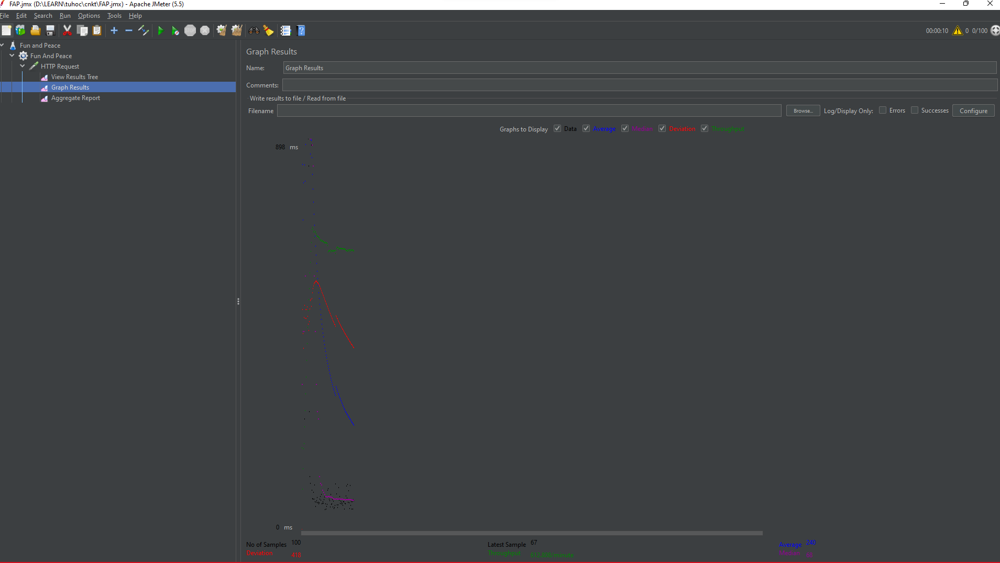 FAP.jmx (D:\LEARN\tuhoc\cnkt\FAP.jmx) - Apache JMeter (5.5)
File Edit Search Run Options Tools Help
00:00:10 0 0/100
Fun and Peace
Fun And Peace
HTTP Request
View Results Tree
Graph Results
Aggregate Report
Graph Results
Name: Graph Results
Comments:
Write results to file / Read from file
Filename Browse... Log/Display Only: Errors Successes Configure
Graphs to Display Data Average Median Deviation Throughput
898 ms
0 ms
No of Samples 100 Latest Sample 67 Average 240
Deviation 418 Throughput 612.808/minute Median